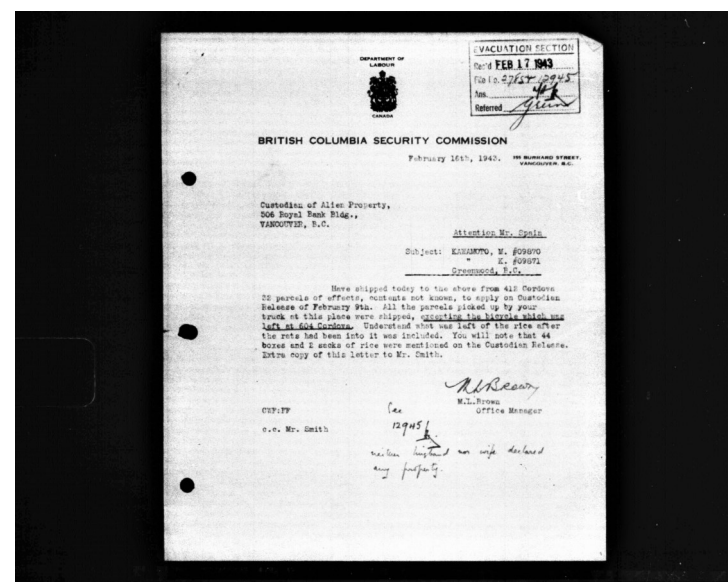 EVACUATION SECTION
Rec'd FEB 17 1943
File No. 12945
Ans.
Referred Green
DEPARTMENT OF
LABOUR
CANADA
BRITISH COLUMBIA SECURITY COMMISSION
February 16th, 1943.
BURRARD STREET.
VANCOUVER. B.C.
Custodian of Alien Property,
506 Royal Bank Bldg.,
VANCOUVER, B.C.
Attention Mr. Spain
Subject: KAWAMOTO, M. #09870
" K. #09871
Greenwood, B.C.
Have shipped today to the above from 412 Cordova
22 parcels of effects, contents not known, to apply on Custodian
Release of February 9th. All the parcels picked up by your
truck at this place were shipped, excepting the bicycle which was
left at 604 Cordova. Understand what was left of the rice after
the rats had been into it was included. You will note that 44
boxes and 2 sacks of rice were mentioned on the Custodian Release.
Extra copy of this letter to Mr. Smith.
M.L.Brown
M.L.Brown
Office Manager
CZF:FF
c.c. Mr. Smith
See
12945
neither husband nor wife declared
any property.